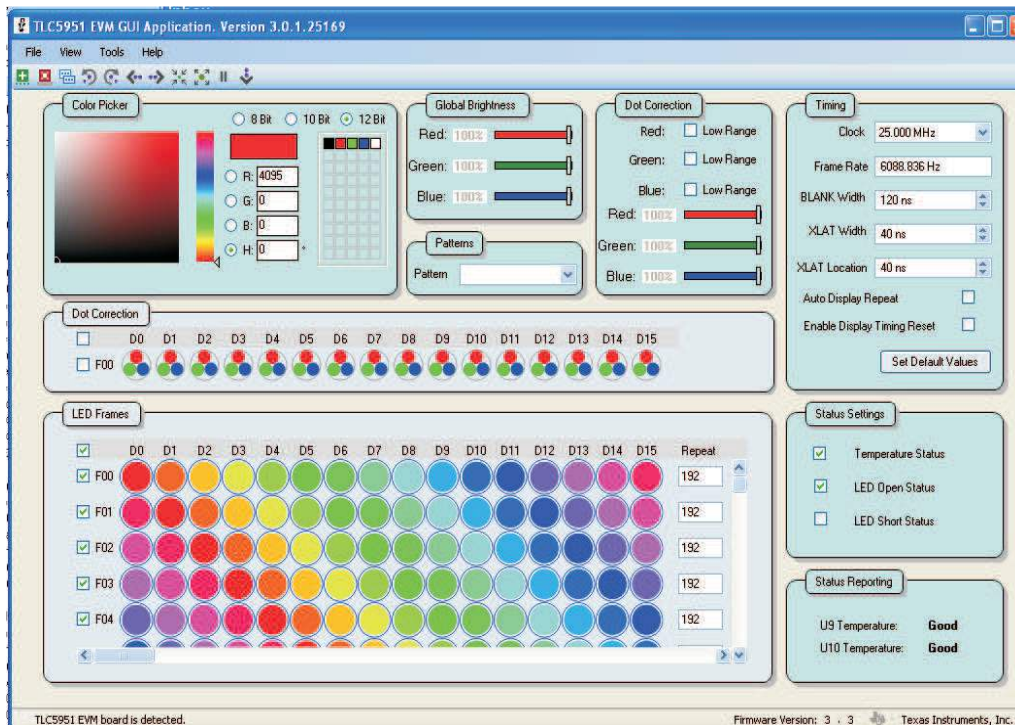 TLC5951 EVM GUI Application. Version 3.0.1.25169
File View Tools Help
Color Picker
8 Bit 10 Bit 12 Bit
R: 4095
G: 0
B: 0
H: 0 °
Global Brightness
Red: 100%
Green: 100%
Blue: 100%
Patterns
Pattern
Dot Correction
Red: Low Range
Green: Low Range
Blue: Low Range
Red: 100%
Green: 100%
Blue: 100%
Timing
Clock 25.000 MHz
Frame Rate 6088.836 Hz
BLANK Width 120 ns
XLAT Width 40 ns
XLAT Location 40 ns
Auto Display Repeat
Enable Display Timing Reset
Set Default Values
Dot Correction
D0 D1 D2 D3 D4 D5 D6 D7 D8 D9 D10 D11 D12 D13 D14 D15
F00
LED Frames
D0 D1 D2 D3 D4 D5 D6 D7 D8 D9 D10 D11 D12 D13 D14 D15 Repeat
F00 192
F01 192
F02 192
F03 192
F04 192
Status Settings
Temperature Status
LED Open Status
LED Short Status
Status Reporting
U9 Temperature: Good
U10 Temperature: Good
TLC5951 EVM board is detected.
Firmware Version: 3 . 3 Texas Instruments, Inc.